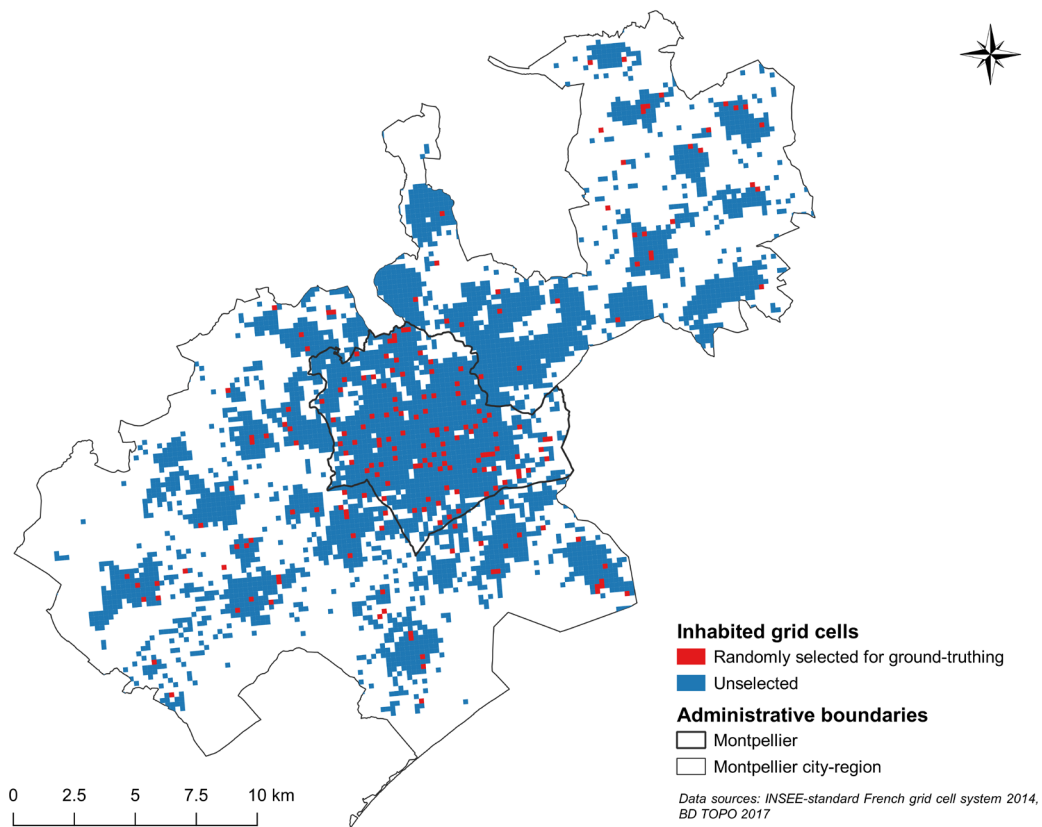 Inhabited grid cells
Randomly selected for ground-truthing
Unselected
Administrative boundaries
Montpellier
Montpellier city-region
0 2.5 5 7.5 10 km
Data sources: INSEE-standard French grid cell system 2014,
BD TOPO 2017